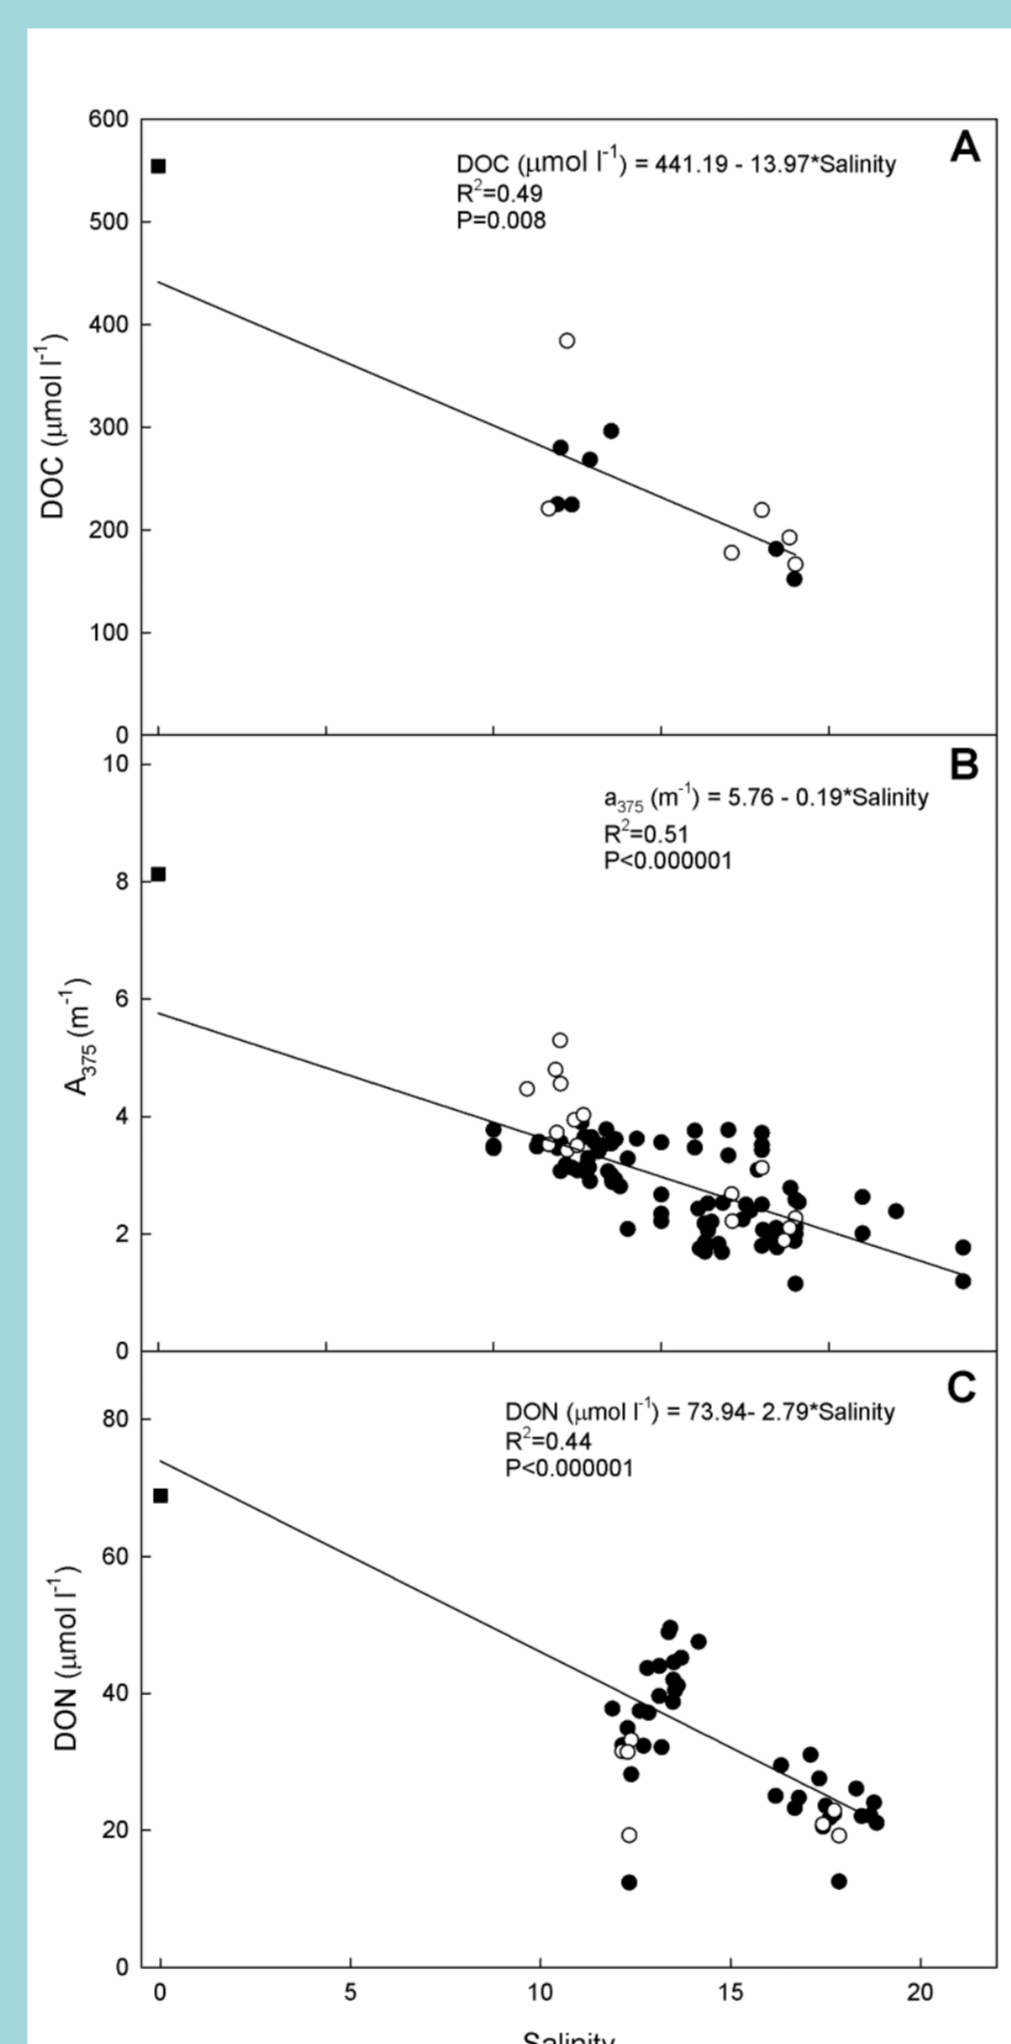 A
DOC (μmol l⁻¹) = 441.19 - 13.97*Salinity
R²=0.49
P=0.008
600
500
400
300
200
100
0
DOC (μmol l⁻¹)
B
a₃₇₅ (m⁻¹) = 5.76 - 0.19*Salinity
R²=0.51
P<0.000001
10
8
6
4
2
0
A₃₇₅ (m⁻¹)
C
DON (μmol l⁻¹) = 73.94- 2.79*Salinity
R²=0.44
P<0.000001
80
60
40
20
0
DON (μmol l⁻¹)
0 5 10 15 20
Salinity